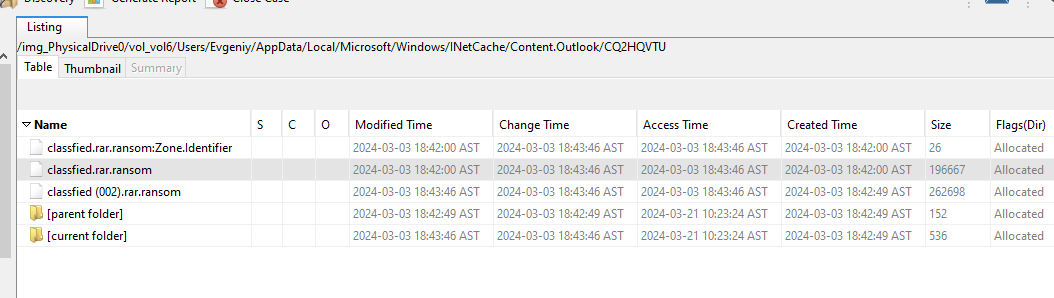 Discovery Generate Report Close Case
Listing
/img_PhysicalDrive0/vol_vol6/Users/Evgeniy/AppData/Local/Microsoft/Windows/INetCache/Content.Outlook/CQ2HQVTU
Table Thumbnail Summary
Name S C O Modified Time Change Time Access Time Created Time Size Flags(Dir)
classfied.rar.ransom:Zone.Identifier 2024-03-03 18:42:00 AST 2024-03-03 18:43:46 AST 2024-03-03 18:43:46 AST 2024-03-03 18:42:00 AST 26 Allocated
classfied.rar.ransom 2024-03-03 18:42:00 AST 2024-03-03 18:43:46 AST 2024-03-03 18:43:46 AST 2024-03-03 18:42:00 AST 196667 Allocated
classfied (002).rar.ransom 2024-03-03 18:43:46 AST 2024-03-03 18:43:46 AST 2024-03-03 18:43:46 AST 2024-03-03 18:42:49 AST 262698 Allocated
[parent folder] 2024-03-03 18:42:49 AST 2024-03-03 18:42:49 AST 2024-03-21 10:23:24 AST 2024-03-03 18:42:49 AST 152 Allocated
[current folder] 2024-03-03 18:43:46 AST 2024-03-03 18:43:46 AST 2024-03-21 10:23:24 AST 2024-03-03 18:42:49 AST 536 Allocated